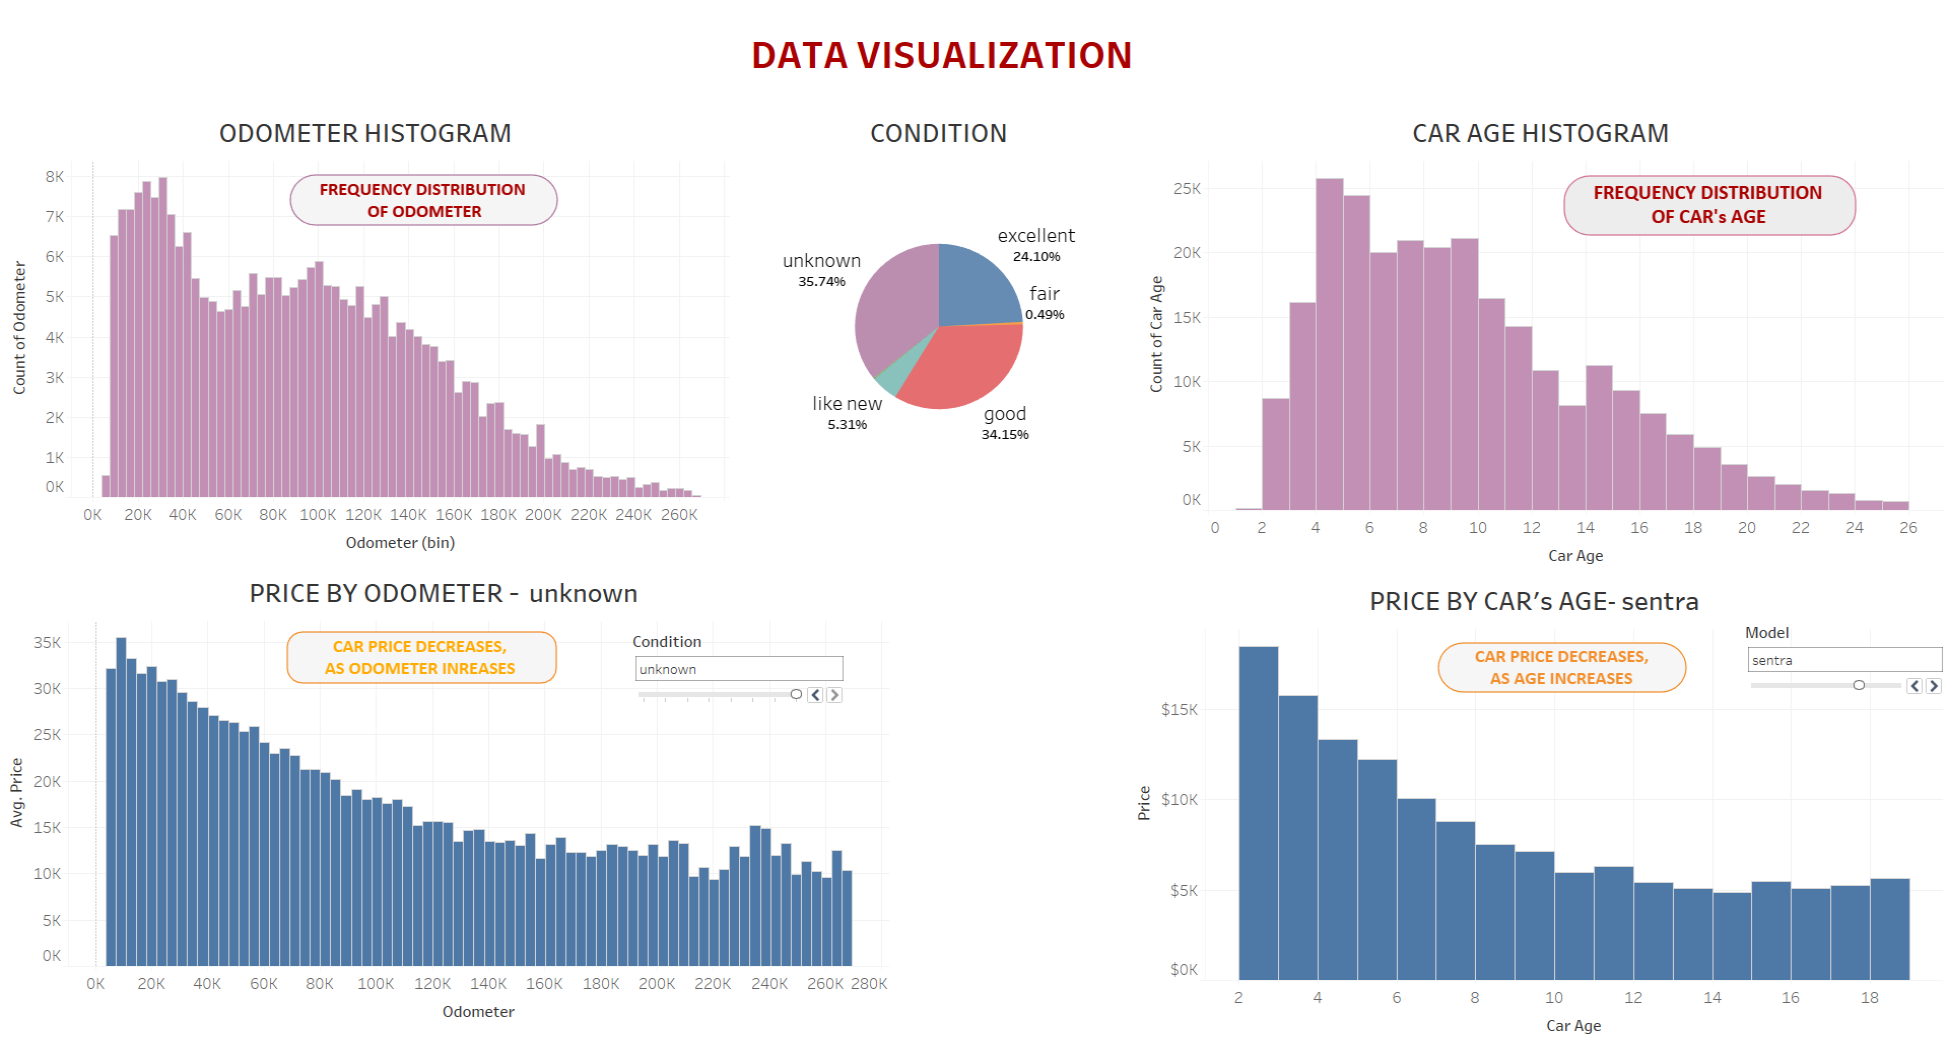 DATA VISUALIZATION
ODOMETER HISTOGRAM
FREQUENCY DISTRIBUTION
OF ODOMETER
Count of Odometer
8K
7K
6K
5K
4K
3K
2K
1K
0K
0K 20K 40K 60K 80K 100K 120K 140K 160K 180K 200K 220K 240K 260K
Odometer (bin)
CONDITION
excellent
24.10%
fair
0.49%
good
34.15%
like new
5.31%
unknown
35.74%
CAR AGE HISTOGRAM
FREQUENCY DISTRIBUTION
OF CAR's AGE
Count of Car Age
25K
20K
15K
10K
5K
0K
0 2 4 6 8 10 12 14 16 18 20 22 24 26
Car Age
PRICE BY ODOMETER - unknown
CAR PRICE DECREASES,
AS ODOMETER INREASES
Condition
unknown
Avg. Price
35K
30K
25K
20K
15K
10K
5K
0K
0K 20K 40K 60K 80K 100K 120K 140K 160K 180K 200K 220K 240K 260K 280K
Odometer
PRICE BY CAR’s AGE- sentra
CAR PRICE DECREASES,
AS AGE INCREASES
Model
sentra
Price
$15K
$10K
$5K
$0K
2 4 6 8 10 12 14 16 18
Car Age